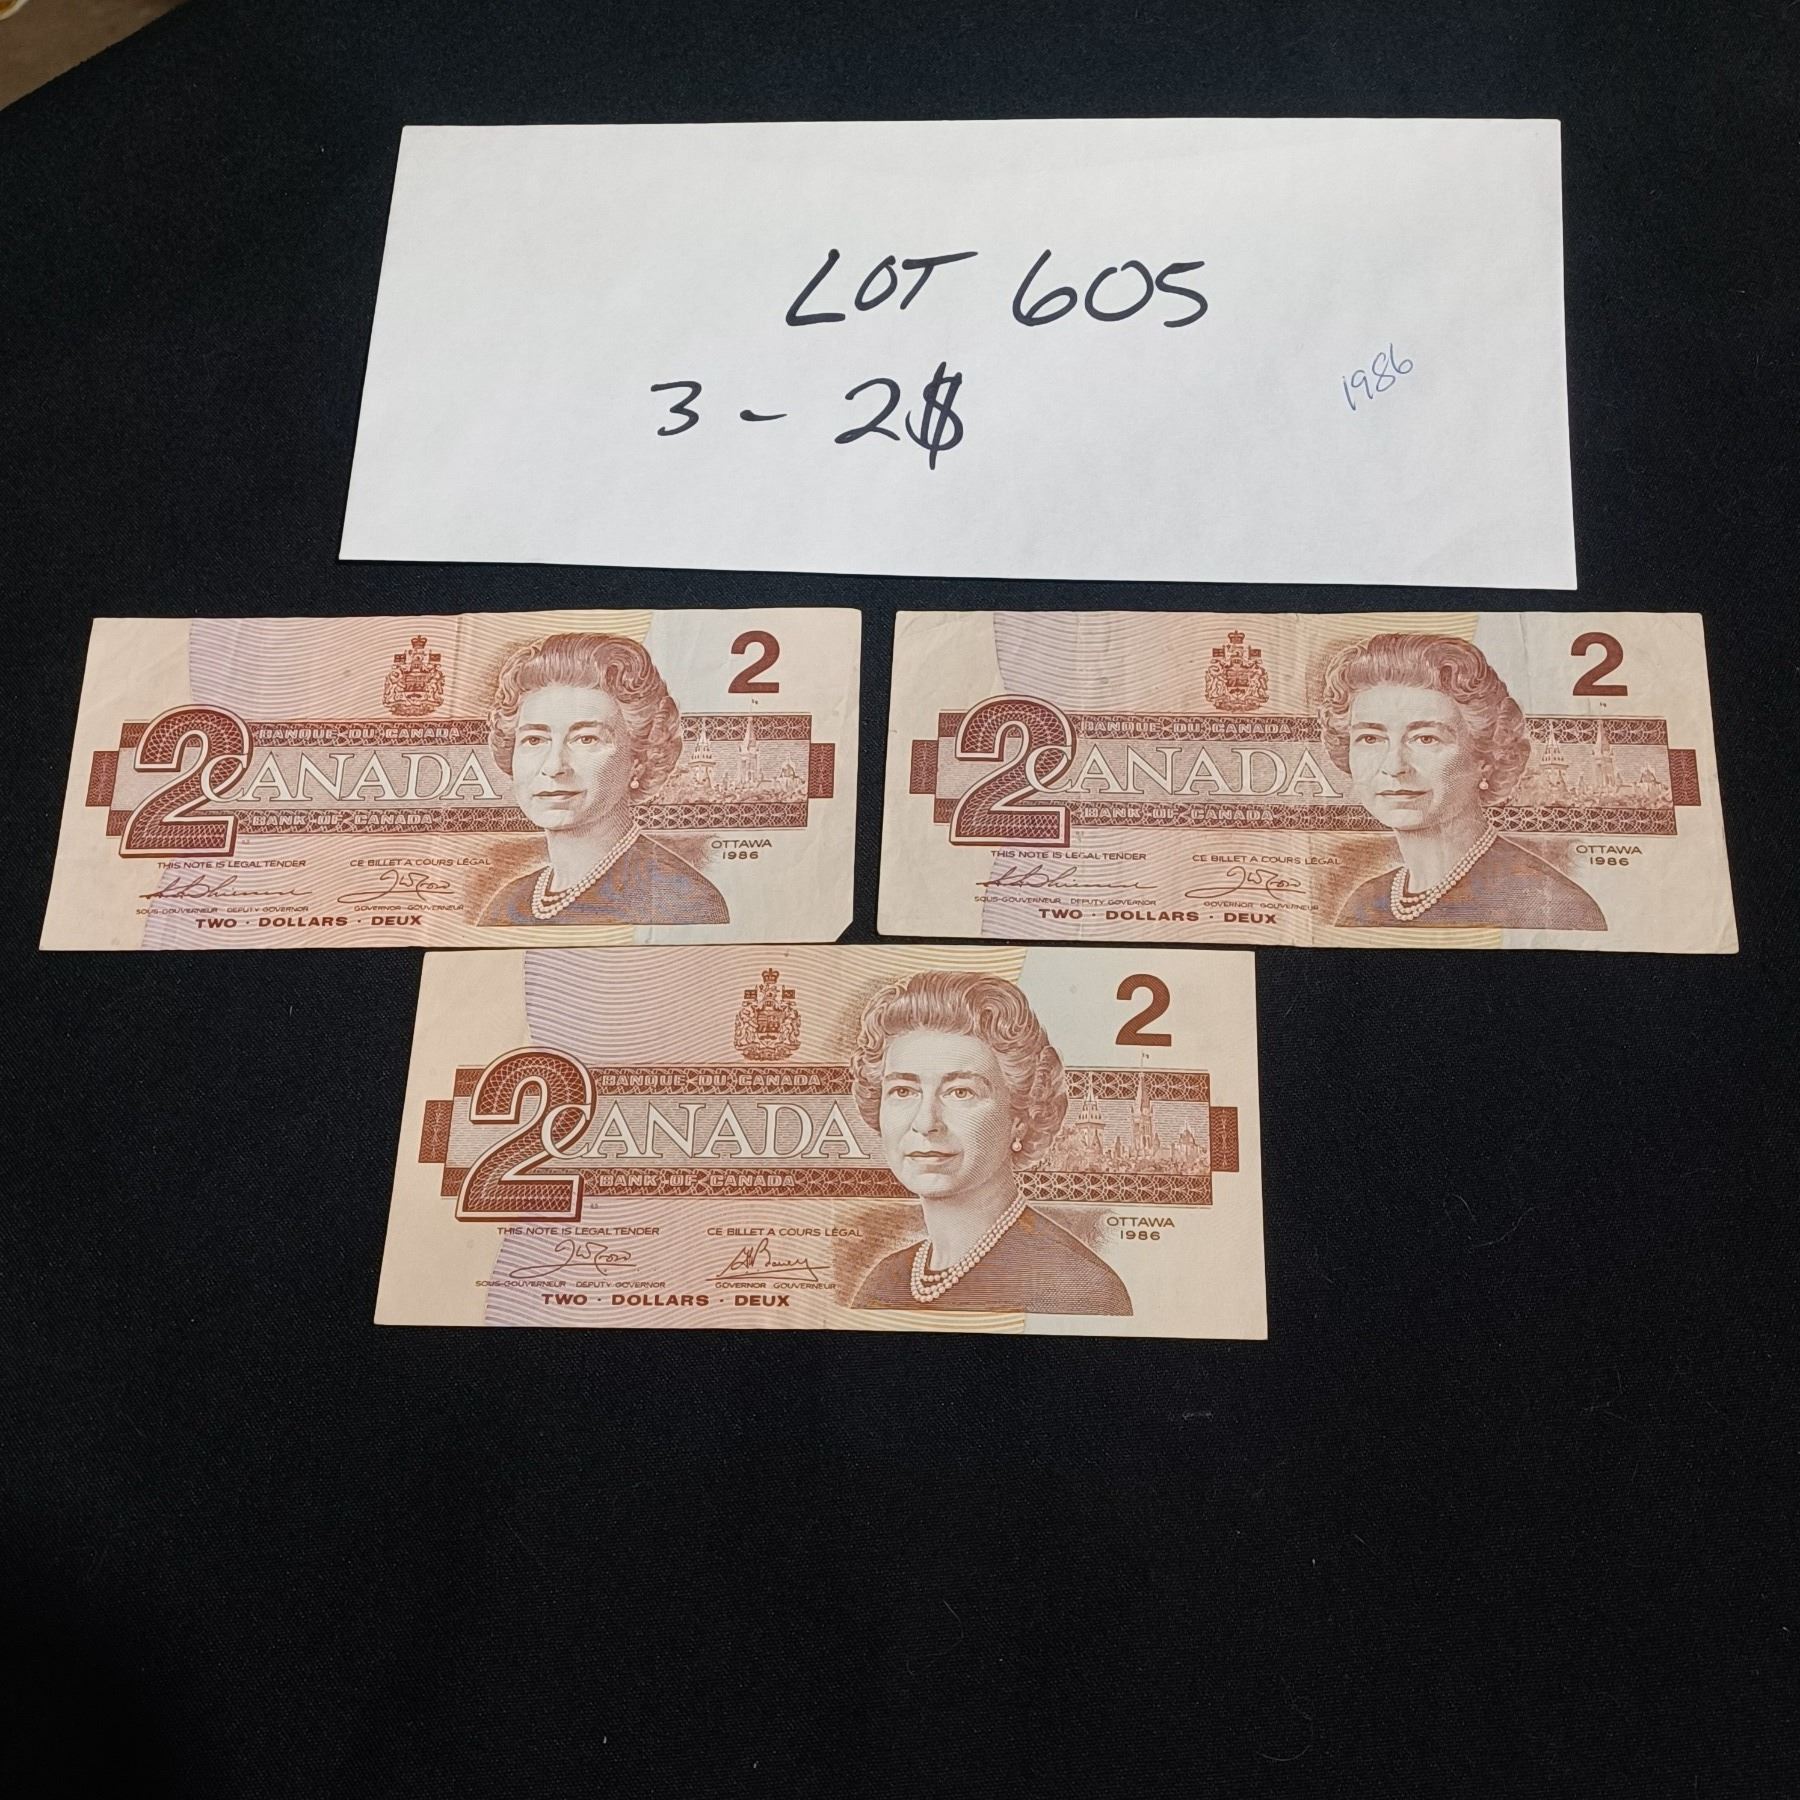 LOT 605
3 - 2$
1986
2
BANQUE DU CANADA
2 CANADA
BANK OF CANADA
OTTAWA
1986
THIS NOTE IS LEGAL TENDER CE BILLET A COURS LÉGAL
SOUS-GOUVERNEUR DEPUTY GOVERNOR GOVERNOR GOUVERNEUR
TWO · DOLLARS · DEUX
2
BANQUE DU CANADA
2 CANADA
BANK OF CANADA
OTTAWA
1986
THIS NOTE IS LEGAL TENDER CE BILLET A COURS LÉGAL
SOUS-GOUVERNEUR DEPUTY GOVERNOR GOVERNOR GOUVERNEUR
TWO · DOLLARS · DEUX
2
BANQUE DU CANADA
2 CANADA
BANK OF CANADA
OTTAWA
1986
THIS NOTE IS LEGAL TENDER CE BILLET A COURS LÉGAL
SOUS-GOUVERNEUR DEPUTY GOVERNOR GOVERNOR GOUVERNEUR
TWO · DOLLARS · DEUX